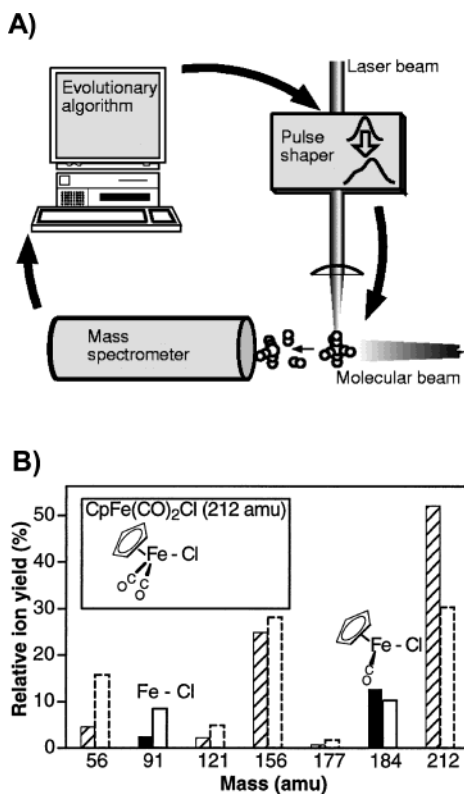 A)
Laser beam
Evolutionary
algorithm
Pulse
shaper
Mass
spectrometer
Molecular beam
B)
Relative ion yield (%)
50
40
30
20
10
0
CpFe(CO)2Cl (212 amu)
Fe - Cl
C
O
C
O
Fe - Cl
Fe - Cl
C
O
56 91 121 156 177 184 212
Mass (amu)